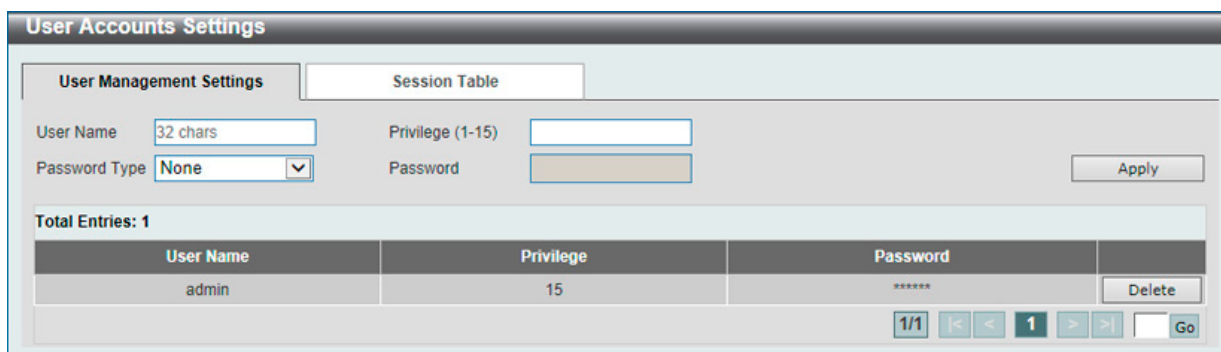 User Accounts Settings
User Management Settings Session Table
User Name 32 chars Privilege (1-15)
Password Type None Password Apply
Total Entries: 1
User Name Privilege Password
admin 15 ****** Delete
1/1 |< < 1 > >| Go